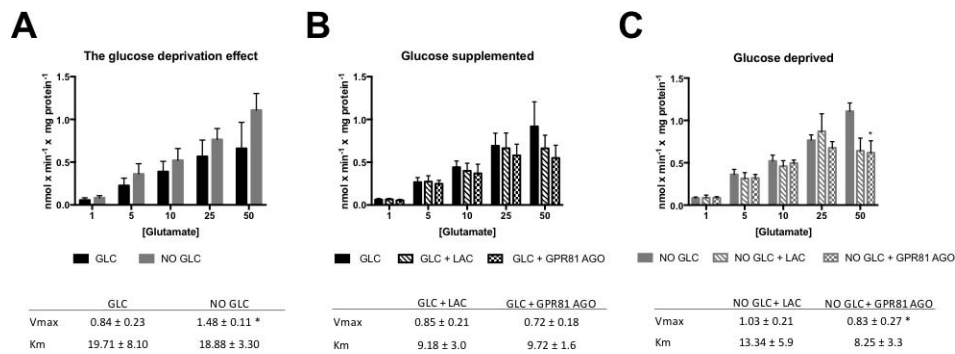 A
B
C
The glucose deprivation effect
Glucose supplemented
Glucose deprived
nmol x min⁻¹ x mg protein⁻¹
1.5
1.0
0.5
0.0
1 5 10 25 50
[Glutamate]
GLC NO GLC
nmol x min⁻¹ x mg protein⁻¹
1.5
1.0
0.5
0.0
1 5 10 25 50
[Glutamate]
GLC GLC + LAC GLC + GPR81 AGO
nmol x min⁻¹ x mg protein⁻¹
1.5
1.0
0.5
0.0
*
1 5 10 25 50
[Glutamate]
NO GLC NO GLC + LAC NO GLC + GPR81 AGO
GLC NO GLC
Vmax 0.84 ± 0.23 1.48 ± 0.11 *
Km 19.71 ± 8.10 18.88 ± 3.30
GLC + LAC GLC + GPR81 AGO
Vmax 0.85 ± 0.21 0.72 ± 0.18
Km 9.18 ± 3.0 9.72 ± 1.6
NO GLC + LAC NO GLC + GPR81 AGO
Vmax 1.03 ± 0.21 0.83 ± 0.27 *
Km 13.34 ± 5.9 8.25 ± 3.3